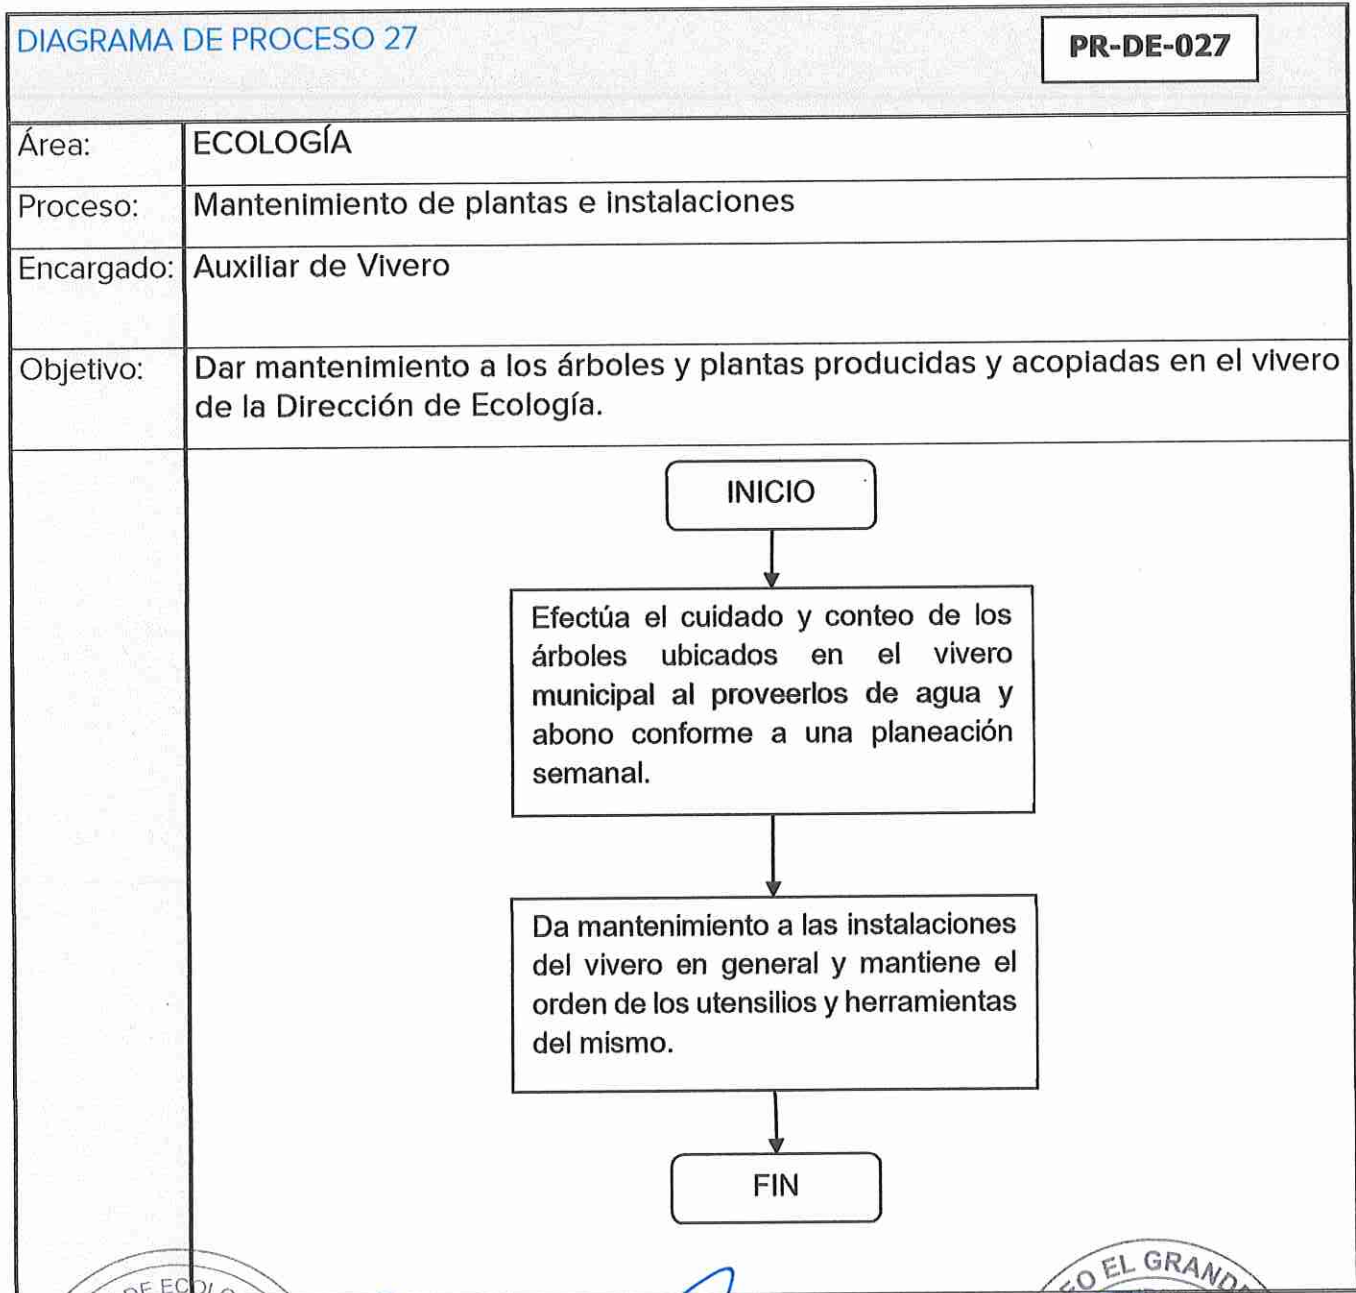 DIAGRAMA DE PROCESO 27
PR-DE-027
Área:
ECOLOGÍA
Proceso:
Mantenimiento de plantas e instalaciones
Encargado:
Auxiliar de Vivero
Objetivo:
Dar mantenimiento a los árboles y plantas producidas y acopiadas en el vivero
de la Dirección de Ecología.
INICIO
Efectúa el cuidado y conteo de los
árboles ubicados en el vivero
municipal al proveerlos de agua y
abono conforme a una planeación
semanal.
Da mantenimiento a las instalaciones
del vivero en general y mantiene el
orden de los utensilios y herramientas
del mismo.
FIN
DE
EL GRANDE